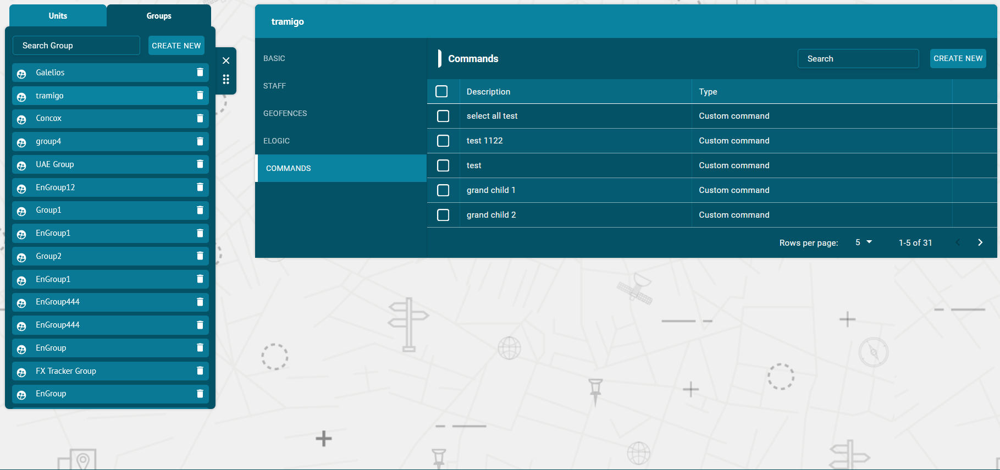 Units
Groups
Search Group
CREATE NEW
Galelios
tramigo
Concox
group4
UAE Group
EnGroup12
Group1
EnGroup1
Group2
EnGroup1
EnGroup444
EnGroup444
EnGroup
FX Tracker Group
EnGroup
tramigo
BASIC
STAFF
GEOFENCES
ELOGIC
COMMANDS
Commands
Search
CREATE NEW
Description Type
select all test Custom command
test 1122 Custom command
test Custom command
grand child 1 Custom command
grand child 2 Custom command
Rows per page: 5 1-5 of 31